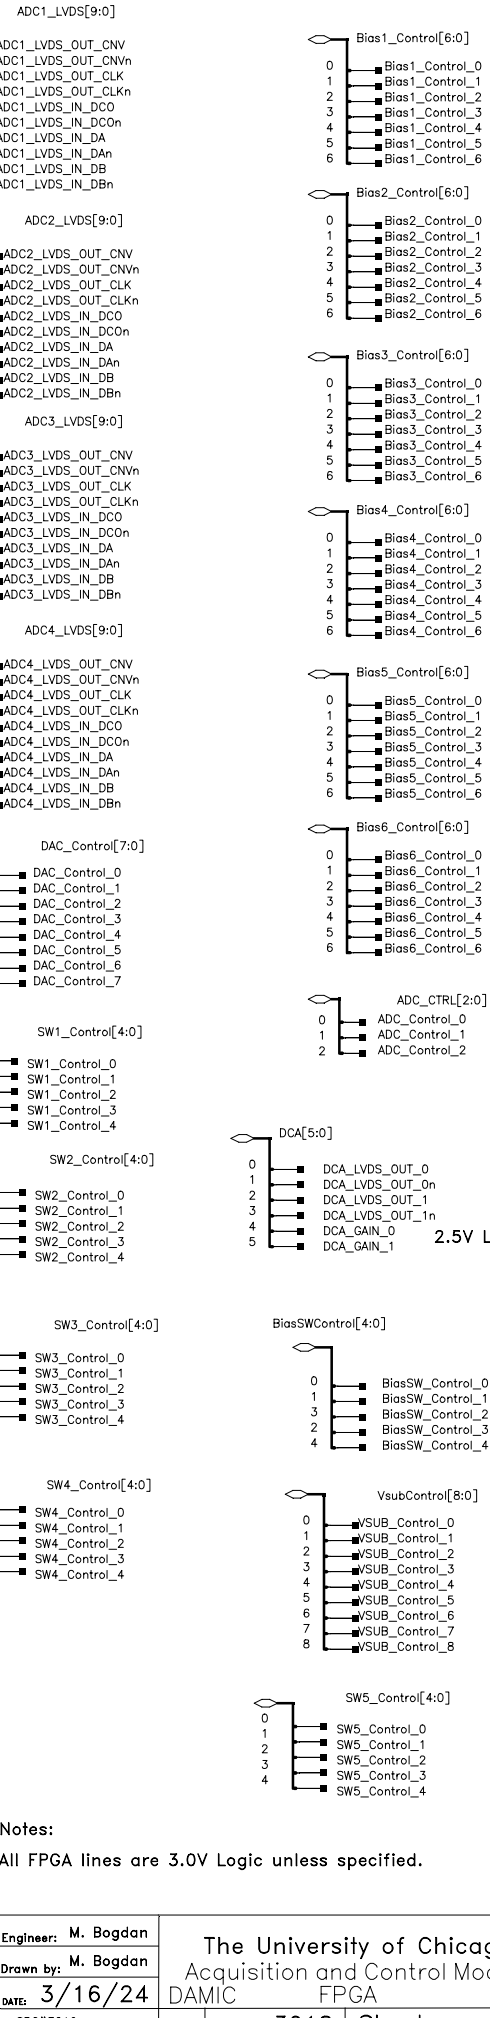 ADC1_LVDS[9:0]
ADC1_LVDS_OUT_CNV
ADC1_LVDS_OUT_CNVn
ADC1_LVDS_OUT_CLK
ADC1_LVDS_OUT_CLKn
ADC1_LVDS_IN_DCO
ADC1_LVDS_IN_DCOn
ADC1_LVDS_IN_DA
ADC1_LVDS_IN_DAn
ADC1_LVDS_IN_DB
ADC1_LVDS_IN_DBn
ADC2_LVDS[9:0]
ADC2_LVDS_OUT_CNV
ADC2_LVDS_OUT_CNVn
ADC2_LVDS_OUT_CLK
ADC2_LVDS_OUT_CLKn
ADC2_LVDS_IN_DCO
ADC2_LVDS_IN_DCOn
ADC2_LVDS_IN_DA
ADC2_LVDS_IN_DAn
ADC2_LVDS_IN_DB
ADC2_LVDS_IN_DBn
ADC3_LVDS[9:0]
ADC3_LVDS_OUT_CNV
ADC3_LVDS_OUT_CNVn
ADC3_LVDS_OUT_CLK
ADC3_LVDS_OUT_CLKn
ADC3_LVDS_IN_DCO
ADC3_LVDS_IN_DCOn
ADC3_LVDS_IN_DA
ADC3_LVDS_IN_DAn
ADC3_LVDS_IN_DB
ADC3_LVDS_IN_DBn
ADC4_LVDS[9:0]
ADC4_LVDS_OUT_CNV
ADC4_LVDS_OUT_CNVn
ADC4_LVDS_OUT_CLK
ADC4_LVDS_OUT_CLKn
ADC4_LVDS_IN_DCO
ADC4_LVDS_IN_DCOn
ADC4_LVDS_IN_DA
ADC4_LVDS_IN_DAn
ADC4_LVDS_IN_DB
ADC4_LVDS_IN_DBn
DAC_Control[7:0]
DAC_Control_0
DAC_Control_1
DAC_Control_2
DAC_Control_3
DAC_Control_4
DAC_Control_5
DAC_Control_6
DAC_Control_7
SW1_Control[4:0]
SW1_Control_0
SW1_Control_1
SW1_Control_2
SW1_Control_3
SW1_Control_4
SW2_Control[4:0]
SW2_Control_0
SW2_Control_1
SW2_Control_2
SW2_Control_3
SW2_Control_4
SW3_Control[4:0]
SW3_Control_0
SW3_Control_1
SW3_Control_2
SW3_Control_3
SW3_Control_4
SW4_Control[4:0]
SW4_Control_0
SW4_Control_1
SW4_Control_2
SW4_Control_3
SW4_Control_4
Bias1_Control[6:0]
0 Bias1_Control_0
1 Bias1_Control_1
2 Bias1_Control_2
3 Bias1_Control_3
4 Bias1_Control_4
5 Bias1_Control_5
6 Bias1_Control_6
Bias2_Control[6:0]
0 Bias2_Control_0
1 Bias2_Control_1
2 Bias2_Control_2
3 Bias2_Control_3
4 Bias2_Control_4
5 Bias2_Control_5
6 Bias2_Control_6
Bias3_Control[6:0]
0 Bias3_Control_0
1 Bias3_Control_1
2 Bias3_Control_2
3 Bias3_Control_3
4 Bias3_Control_4
5 Bias3_Control_5
6 Bias3_Control_6
Bias4_Control[6:0]
0 Bias4_Control_0
1 Bias4_Control_1
2 Bias4_Control_2
3 Bias4_Control_3
4 Bias4_Control_4
5 Bias4_Control_5
6 Bias4_Control_6
Bias5_Control[6:0]
0 Bias5_Control_0
1 Bias5_Control_1
2 Bias5_Control_2
3 Bias5_Control_3
4 Bias5_Control_4
5 Bias5_Control_5
6 Bias5_Control_6
Bias6_Control[6:0]
0 Bias6_Control_0
1 Bias6_Control_1
2 Bias6_Control_2
3 Bias6_Control_3
4 Bias6_Control_4
5 Bias6_Control_5
6 Bias6_Control_6
ADC_CTRL[2:0]
0 ADC_Control_0
1 ADC_Control_1
2 ADC_Control_2
DCA[5:0]
0 DCA_LVDS_OUT_0
1 DCA_LVDS_OUT_0n
2 DCA_LVDS_OUT_1
3 DCA_LVDS_OUT_1n
4 DCA_GAIN_0
5 DCA_GAIN_1
2.5V L
BiasSWControl[4:0]
0 BiasSW_Control_0
1 BiasSW_Control_1
3 BiasSW_Control_2
2 BiasSW_Control_3
4 BiasSW_Control_4
VsubControl[8:0]
0 VSUB_Control_0
1 VSUB_Control_1
2 VSUB_Control_2
3 VSUB_Control_3
4 VSUB_Control_4
5 VSUB_Control_5
6 VSUB_Control_6
7 VSUB_Control_7
8 VSUB_Control_8
SW5_Control[4:0]
0 SW5_Control_0
1 SW5_Control_1
2 SW5_Control_2
3 SW5_Control_3
4 SW5_Control_4
Notes:
All FPGA lines are 3.0V Logic unless specified.
Engineer: M. Bogdan
Drawn by: M. Bogdan
DATE: 3/16/24
The University of Chicag
Acquisition and Control Mod
DAMIC FPGA